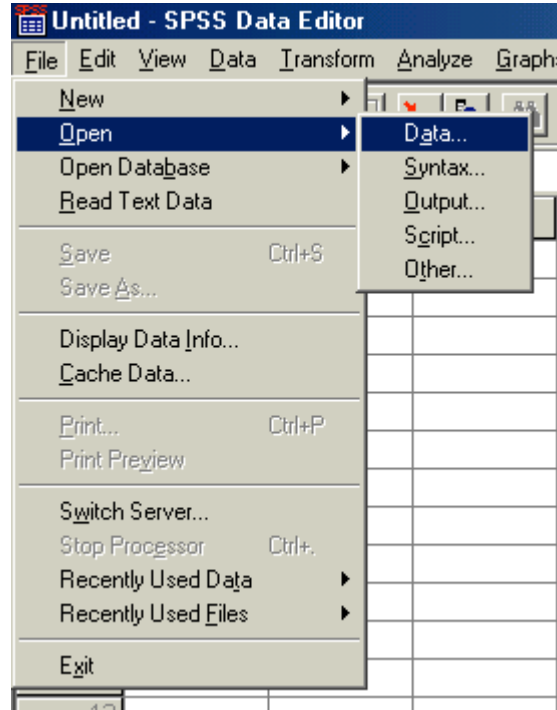 SPSS
Untitled - SPSS Data Editor
File Edit View Data Transform Analyze Graph
New
Open
Open Database
Read Text Data
Save Ctrl+S
Save As...
Display Data Info...
Cache Data...
Print... Ctrl+P
Print Preview
Switch Server...
Stop Processor Ctrl+.
Recently Used Data
Recently Used Files
Exit
Data...
Syntax...
Output...
Script...
Other...